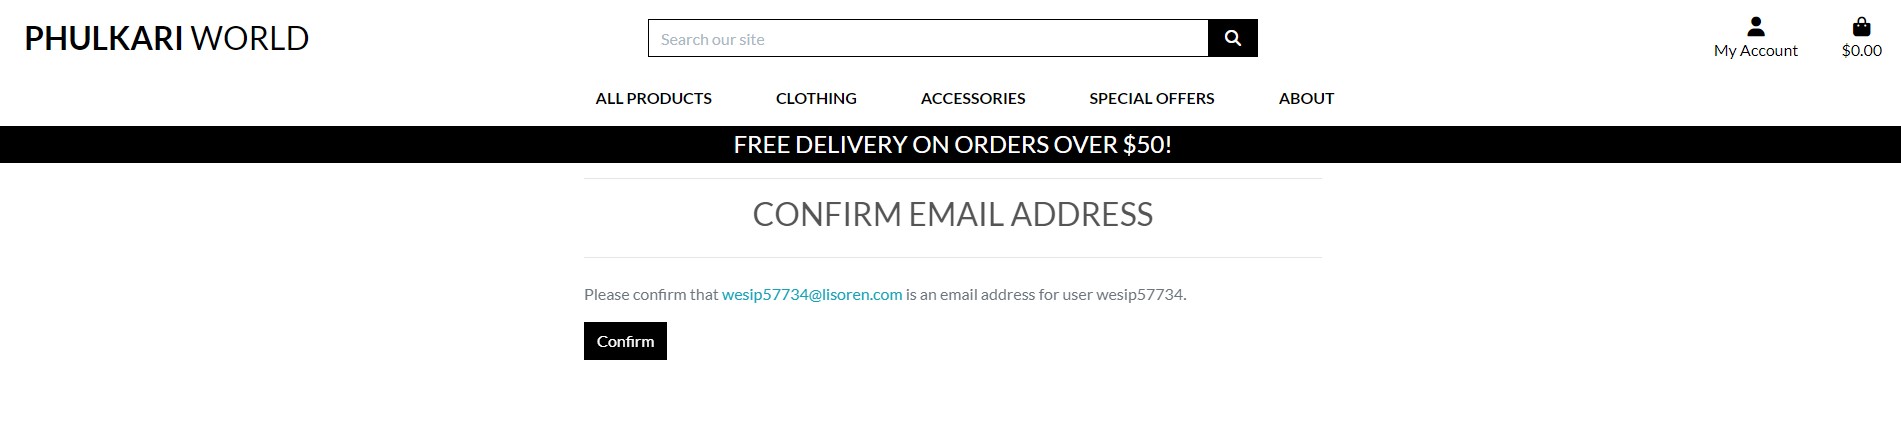 PHULKARI WORLD
Search our site
My Account
$0.00
ALL PRODUCTS
CLOTHING
ACCESSORIES
SPECIAL OFFERS
ABOUT
FREE DELIVERY ON ORDERS OVER $50!
CONFIRM EMAIL ADDRESS
Please confirm that wesip57734@lisoren.com is an email address for user wesip57734.
Confirm